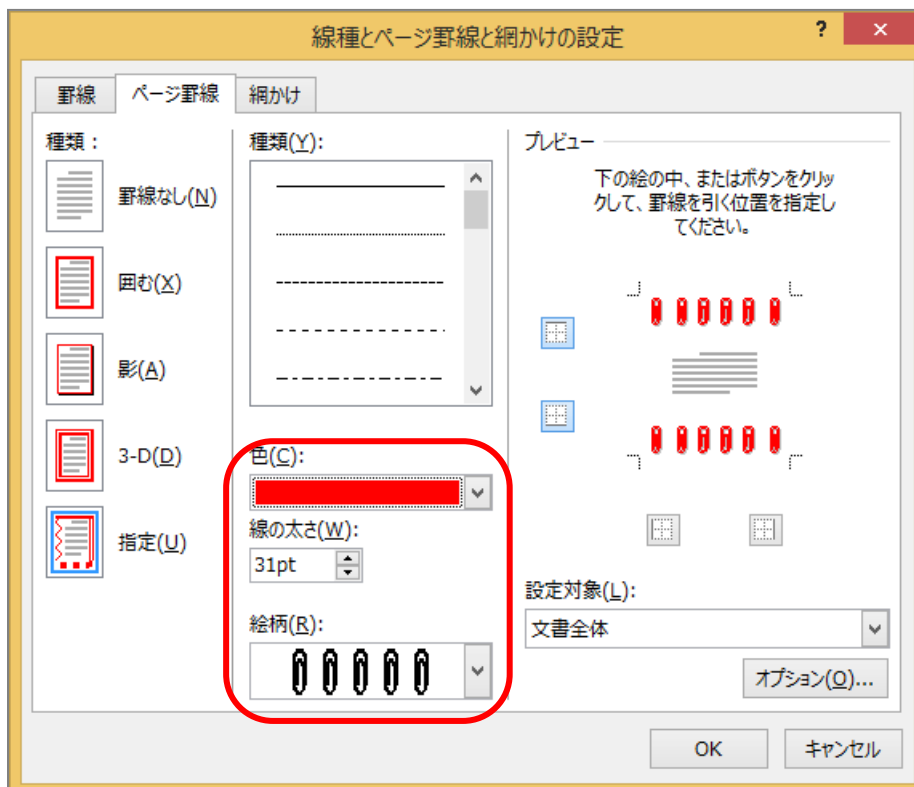 線種とページ罫線と網かけの設定
? ×
罫線 ページ罫線 網かけ
種類：
罫線なし(N)
囲む(X)
影(A)
3-D(D)
指定(U)
種類(Y):
色(C):
線の太さ(W):
31pt
絵柄(R):
プレビュー
下の絵の中、またはボタンをクリッ
クして、罫線を引く位置を指定し
てください。
設定対象(L):
文書全体
オプション(O)...
OK キャンセル